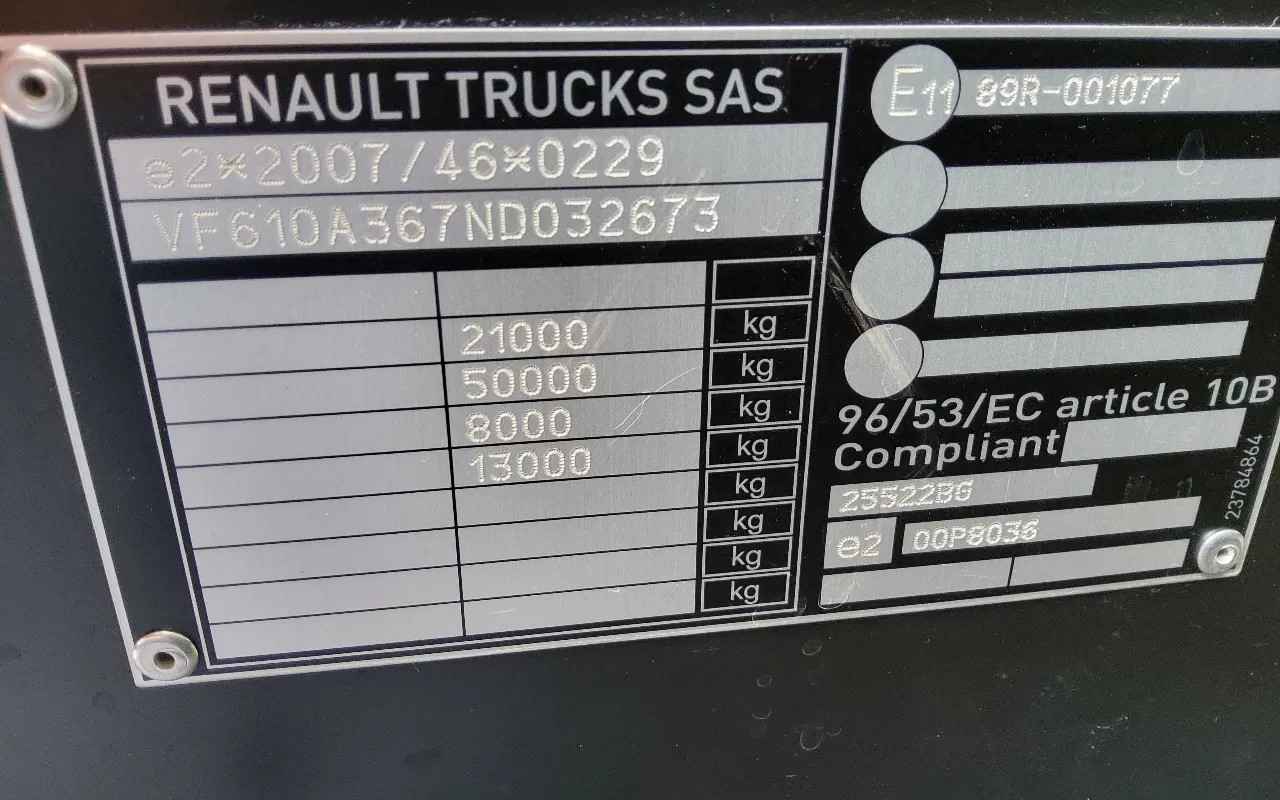 RENAULT TRUCKS SAS
e2*2007/46*0229
VF610A367ND032673
21000 kg
50000 kg
8000 kg
13000 kg
kg
kg
kg
kg
E11 89R-001077
96/53/EC article 10B
Compliant
25522BG
e2 00P8036
23784864